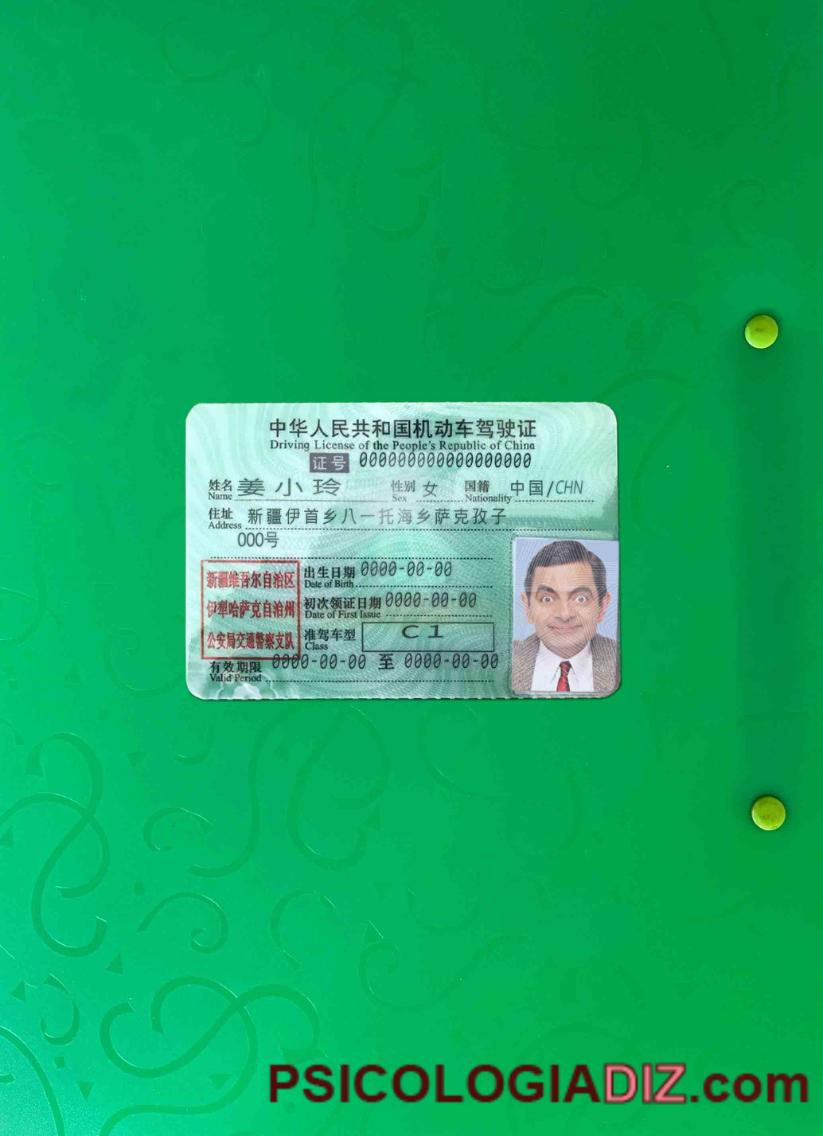 中华人民共和国机动车驾驶证
Driving License of the People's Republic of China
证号 000000000000000000
姓名 姜小玲 性别 女 国籍 中国/CHN
Name Sex Nationality
住址 新疆伊首乡八一托海乡萨克孜子
Address
000号
新疆维吾尔自治区
伊犁哈萨克自治州
公安局交通警察支队
出生日期 0000-00-00
Date of Birth
初次领证日期 0000-00-00
Date of First Issue
准驾车型 C1
Class
有效期限 0000-00-00 至 0000-00-00
Valid Period
PSICOLOGIADIZ.com